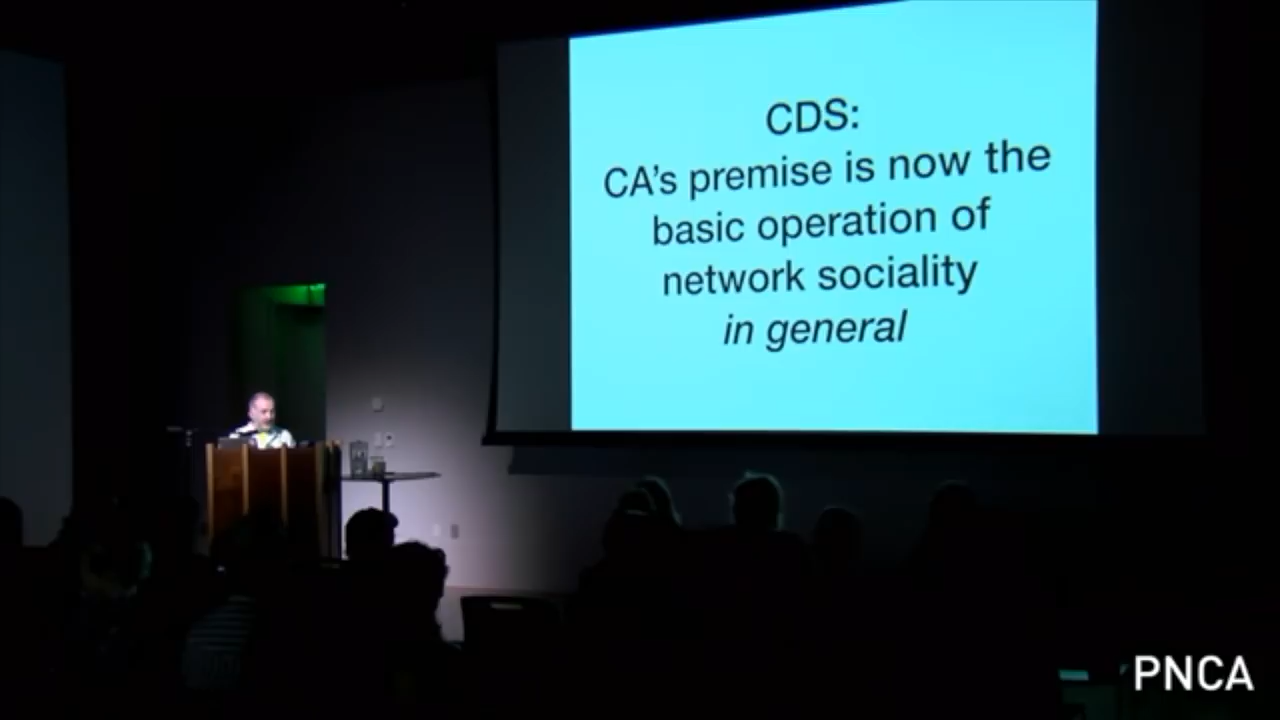 CDS:
CA's premise is now the
basic operation of
network sociality
in general
PNCA